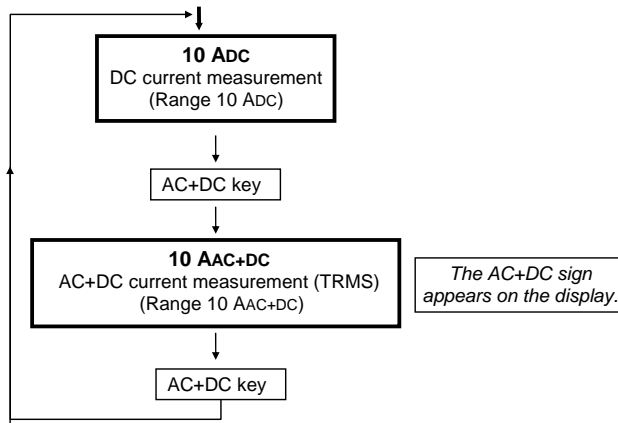 10 ADC
DC current measurement
(Range 10 ADC)
AC+DC key
10 AAC+DC
AC+DC current measurement (TRMS)
(Range 10 AAC+DC)
The AC+DC sign
appears on the display.
AC+DC key